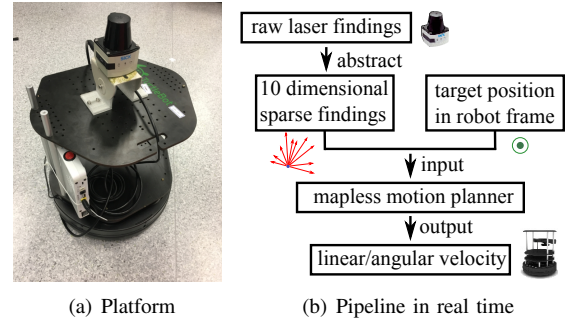 raw laser findings
abstract
10 dimensional
sparse findings
target position
in robot frame
input
mapless motion planner
output
linear/angular velocity
(a) Platform
(b) Pipeline in real time